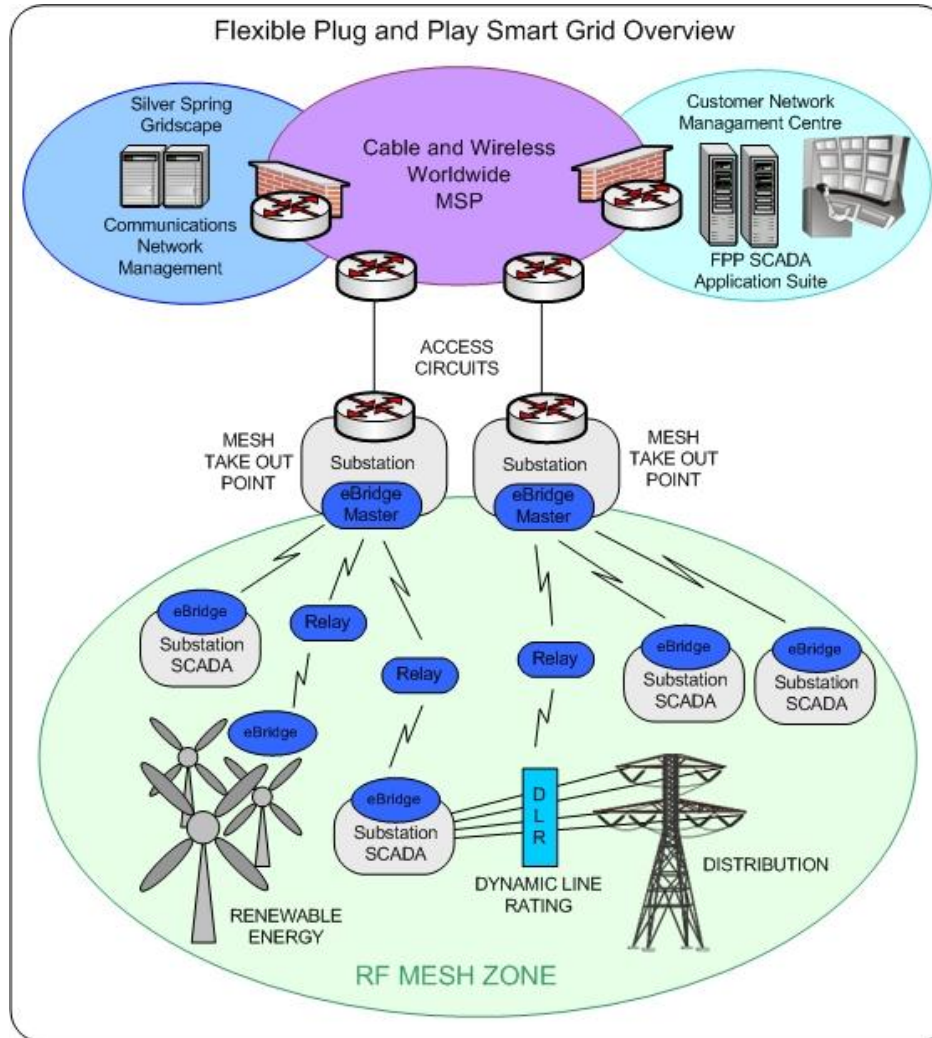 Flexible Plug and Play Smart Grid Overview
Silver Spring
Gridscape
Communications
Network
Management
Cable and Wireless
Worldwide
MSP
Customer Network
Managament Centre
FPP SCADA
Application Suite
ACCESS
CIRCUITS
MESH
TAKE OUT
POINT
Substation
eBridge
Master
Substation
eBridge
Master
MESH
TAKE OUT
POINT
eBridge
Substation
SCADA
Relay
Relay
Relay
eBridge
Substation
SCADA
eBridge
Substation
SCADA
eBridge
eBridge
Substation
SCADA
D
L
R
RENEWABLE
ENERGY
DYNAMIC LINE
RATING
DISTRIBUTION
RF MESH ZONE